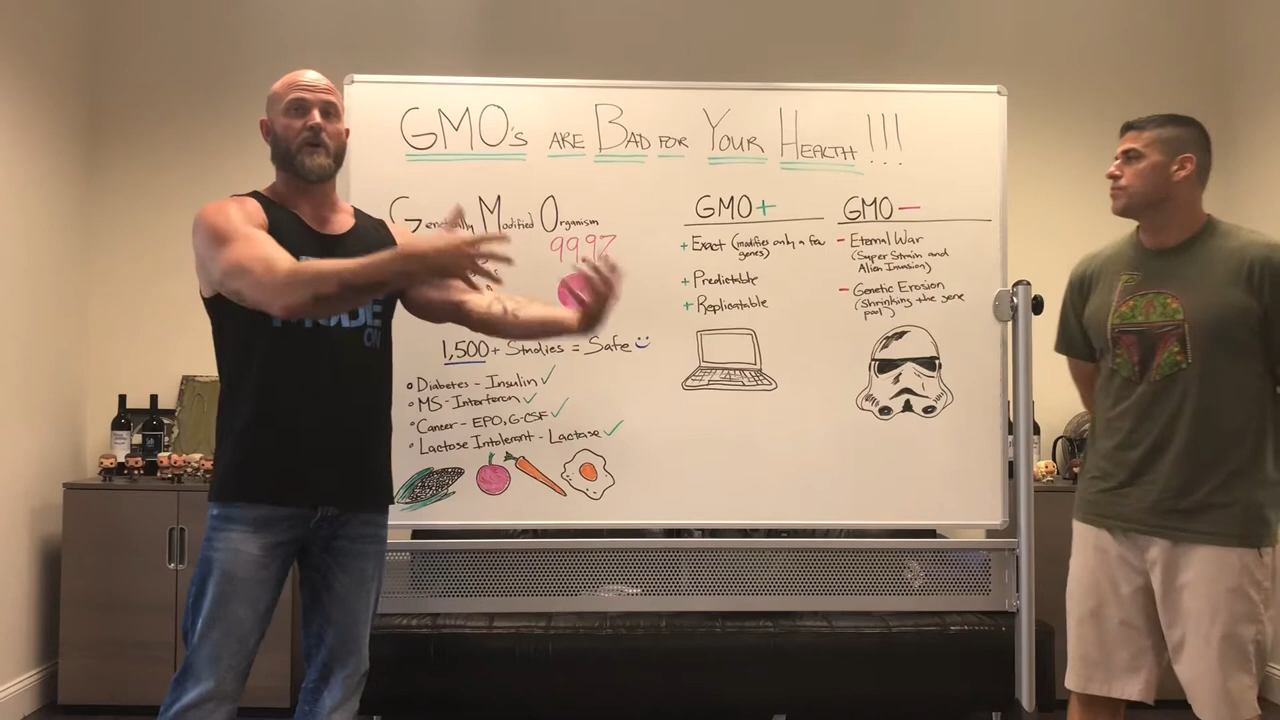 GMO's ARE BAD FOR YOUR HEALTH!!!
Genetically Modified Organism
99.97
1,500+ Studies = Safe
Diabetes - Insulin ✓
MS - Interferon ✓
Cancer - EPO, G-CSF ✓
Lactose Intolerant - Lactase ✓
GMO+
+ Exact (modifies only a few
genes)
+ Predictable
+ Replicatable
GMO-
- Eternal War
(Super Strain and
Alien Invasion)
- Genetic Erosion
(Shrinking the gene
pool)
ON